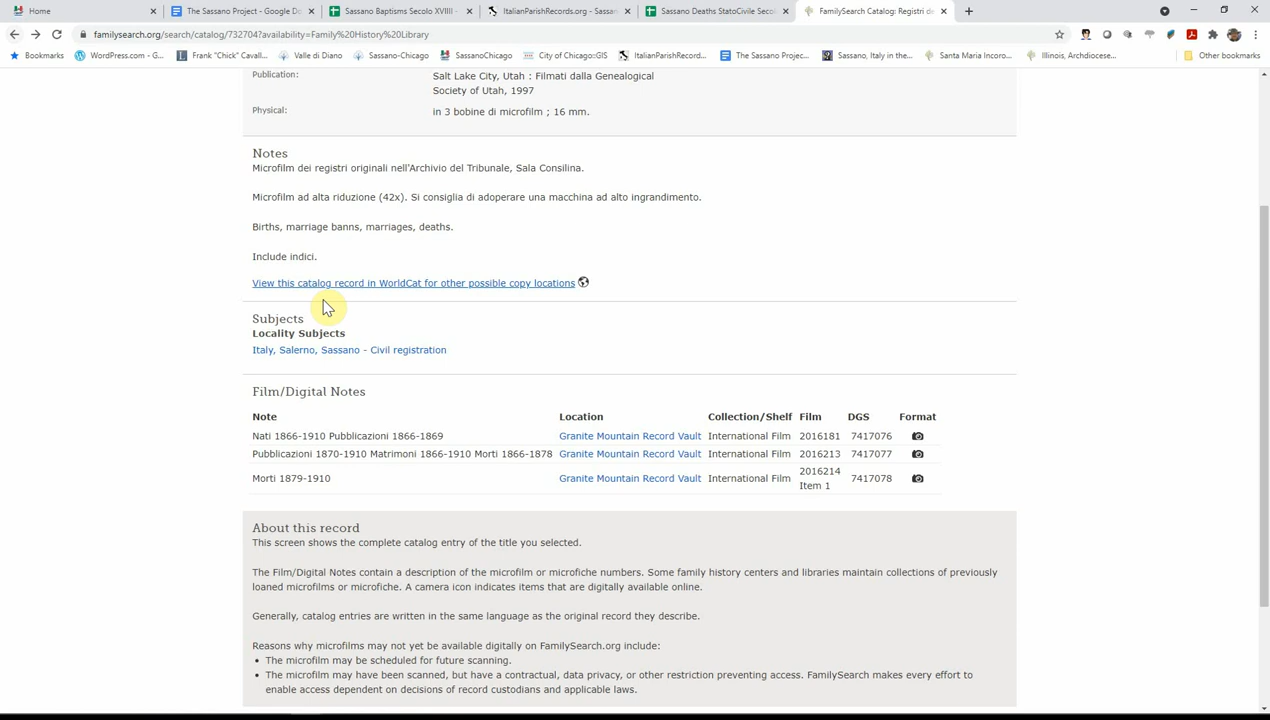 Home
The Sassano Project - Google Do
Sassano Baptisms Secolo XVIIII -
ItalianParishRecords.org - Sassan
Sassano Deaths StatoCivile Secol
FamilySearch Catalog: Registri de
familysearch.org/search/catalog/732704?availability=Family%20History%20Library
Bookmarks
WordPress.com - G...
Frank "Chick" Cavall...
Valle di Diano
Sassano-Chicago
SassanoChicago
City of Chicago:GIS
ItalianParishRecord...
The Sassano Projec...
Sassano, Italy in the...
Santa Maria Incoro...
Illinois, Archdiocese...
Other bookmarks
Publication:
Salt Lake City, Utah : Filmati dalla Genealogical
Society of Utah, 1997
Physical:
in 3 bobine di microfilm ; 16 mm.
Notes
Microfilm dei registri originali nell'Archivio del Tribunale, Sala Consilina.
Microfilm ad alta riduzione (42x). Si consiglia di adoperare una macchina ad alto ingrandimento.
Births, marriage banns, marriages, deaths.
Include indici.
View this catalog record in WorldCat for other possible copy locations
Subjects
Locality Subjects
Italy, Salerno, Sassano - Civil registration
Film/Digital Notes
Note Location Collection/Shelf Film DGS Format
Nati 1866-1910 Pubblicazioni 1866-1869 Granite Mountain Record Vault International Film 2016181 7417076
Pubblicazioni 1870-1910 Matrimoni 1866-1910 Morti 1866-1878 Granite Mountain Record Vault International Film 2016213 7417077
Morti 1879-1910 Granite Mountain Record Vault International Film 2016214 Item 1 7417078
About this record
This screen shows the complete catalog entry of the title you selected.
The Film/Digital Notes contain a description of the microfilm or microfiche numbers. Some family history centers and libraries maintain collections of previously
loaned microfilms or microfiche. A camera icon indicates items that are digitally available online.
Generally, catalog entries are written in the same language as the original record they describe.
Reasons why microfilms may not yet be available digitally on FamilySearch.org include:
• The microfilm may be scheduled for future scanning.
• The microfilm may have been scanned, but have a contractual, data privacy, or other restriction preventing access. FamilySearch makes every effort to
enable access dependent on decisions of record custodians and applicable laws.